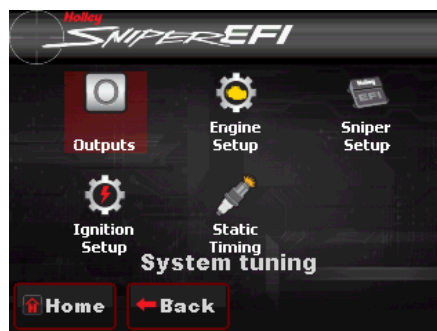 Holley
SNIPER EFI
Outputs
Engine
Setup
Holley
EFI
Sniper
Setup
Ignition
Setup
Static
Timing
System tuning
Home
Back